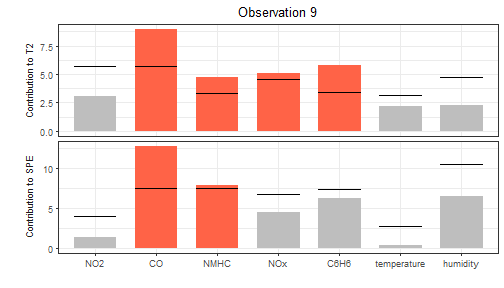 Observation 9
Contribution to T2
7.5
5.0
2.5
0.0
Contribution to SPE
10
5
0
NO2 CO NMHC NOx C6H6 temperature humidity